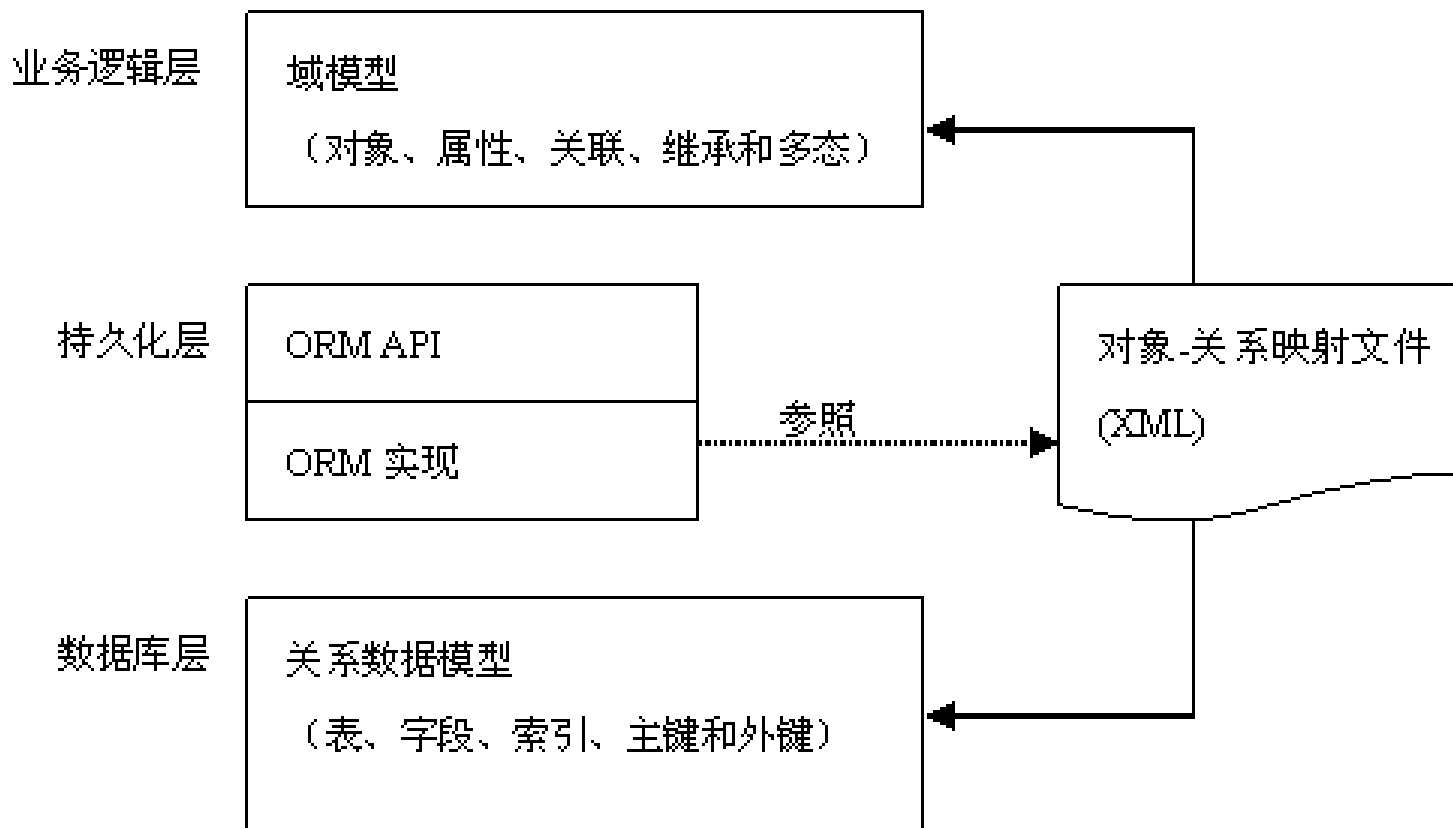 业务逻辑层
域模型
（对象、属性、关联、继承和多态）
持久化层
ORM API
ORM 实现
参照
对象-关系映射文件
(XML)
数据库层
关系数据模型
（表、字段、索引、主键和外键）